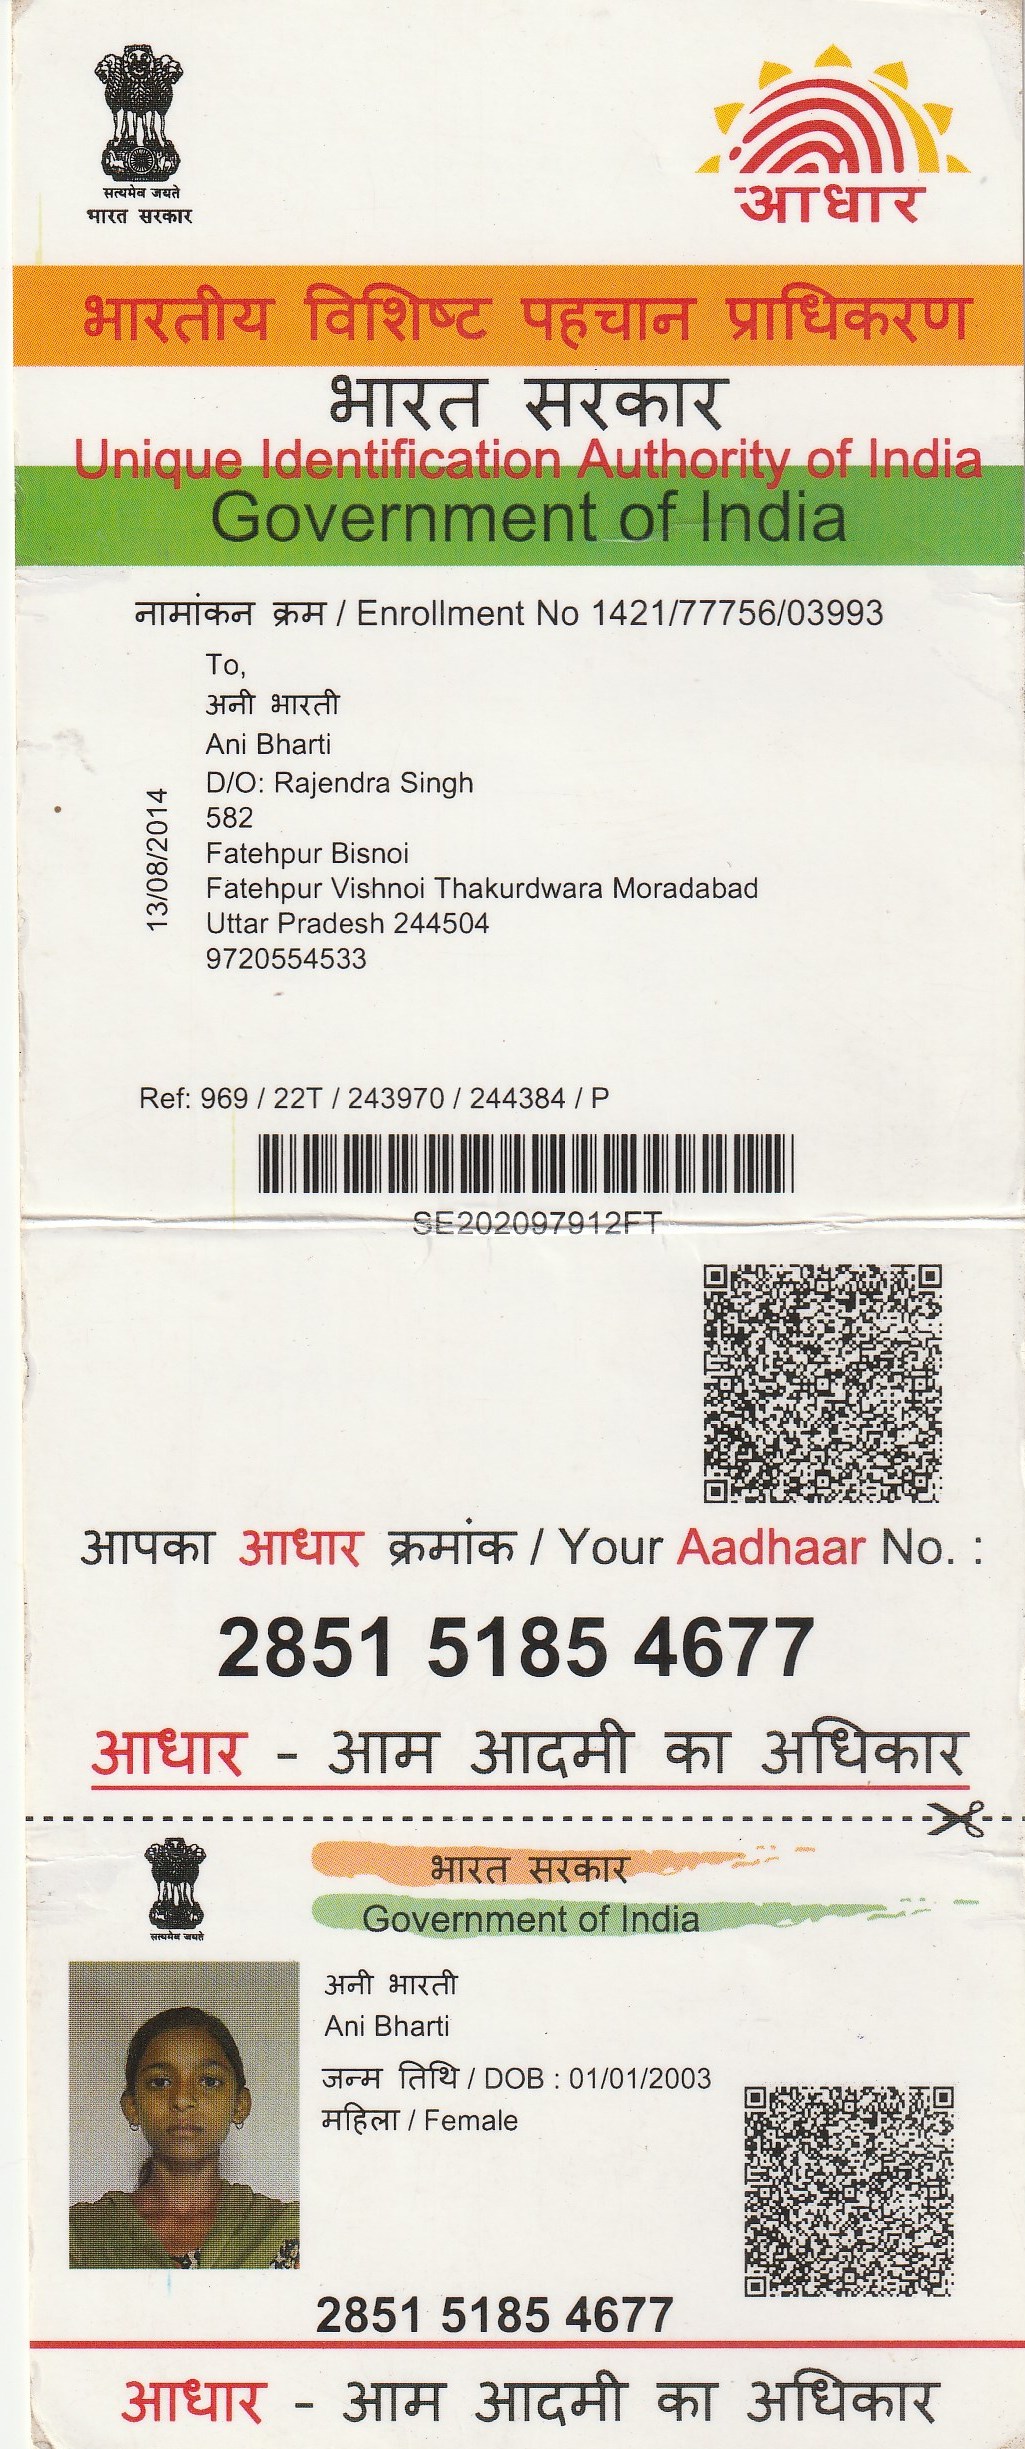 सत्यमेव जयते
भारत सरकार
आधार
भारतीय विशिष्ट पहचान प्राधिकरण
भारत सरकार
Unique Identification Authority of India
Government of India
नामांकन क्रम / Enrollment No 1421/77756/03993
To,
अनी भारती
Ani Bharti
D/O: Rajendra Singh
582
Fatehpur Bisnoi
Fatehpur Vishnoi Thakurdwara Moradabad
Uttar Pradesh 244504
9720554533
13/08/2014
Ref: 969 / 22T / 243970 / 244384 / P
SE202097912FT
आपका आधार क्रमांक / Your Aadhaar No. :
2851 5185 4677
आधार - आम आदमी का अधिकार
सत्यमेव जयते
भारत सरकार
Government of India
अनी भारती
Ani Bharti
जन्म तिथि / DOB : 01/01/2003
महिला / Female
2851 5185 4677
आधार - आम आदमी का अधिकार